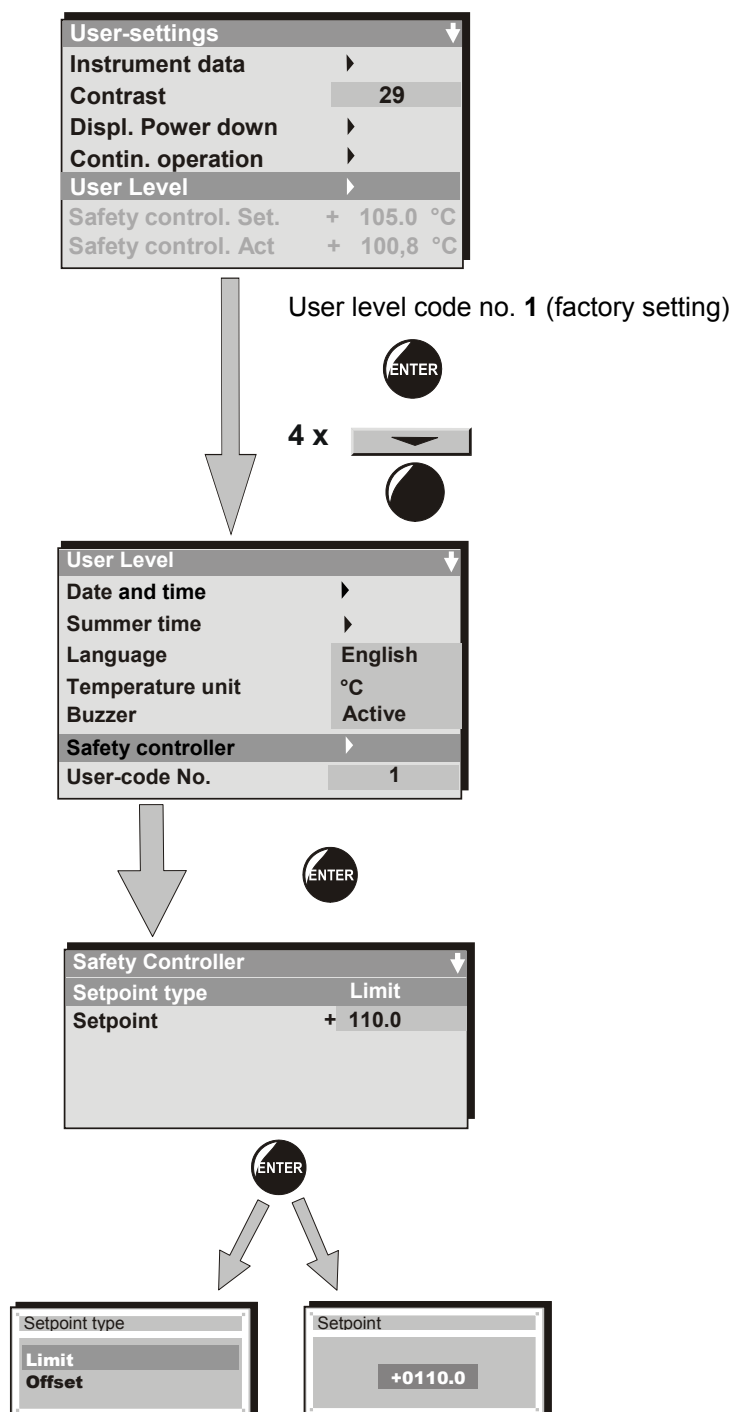 User-settings
Instrument data
Contrast 29
Displ. Power down
Contin. operation
User Level
Safety control. Set. + 105.0 °C
Safety control. Act + 100,8 °C
User level code no. 1 (factory setting)
ENTER
4 x
User Level
Date and time
Summer time
Language English
Temperature unit °C
Buzzer Active
Safety controller
User-code No. 1
ENTER
Safety Controller
Setpoint type Limit
Setpoint + 110.0
ENTER
Setpoint type
Limit
Offset
Setpoint
+0110.0